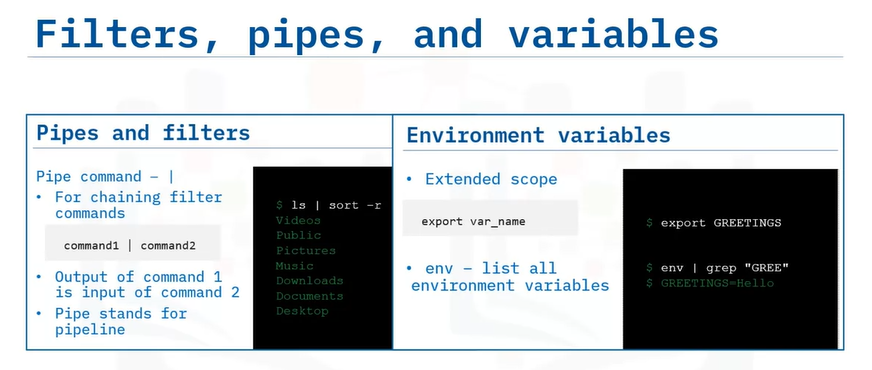 Filters, pipes, and variables
Pipes and filters
Pipe command – |
• For chaining filter
commands
command1 | command2
• Output of command 1
is input of command 2
• Pipe stands for
pipeline
$ ls | sort -r
Videos
Public
Pictures
Music
Downloads
Documents
Desktop
Environment variables
• Extended scope
export var_name
• env – list all
environment variables
$ export GREETINGS
$ env | grep "GREE"
$ GREETINGS=Hello